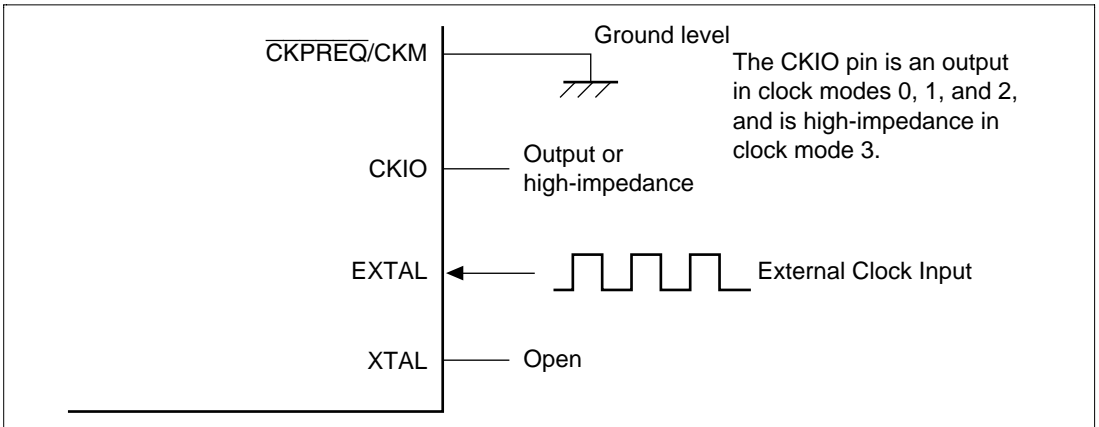 CKPREQ/CKM
Ground level
The CKIO pin is an output
in clock modes 0, 1, and 2,
and is high-impedance in
clock mode 3.
CKIO
Output or
high-impedance
EXTAL
External Clock Input
XTAL
Open